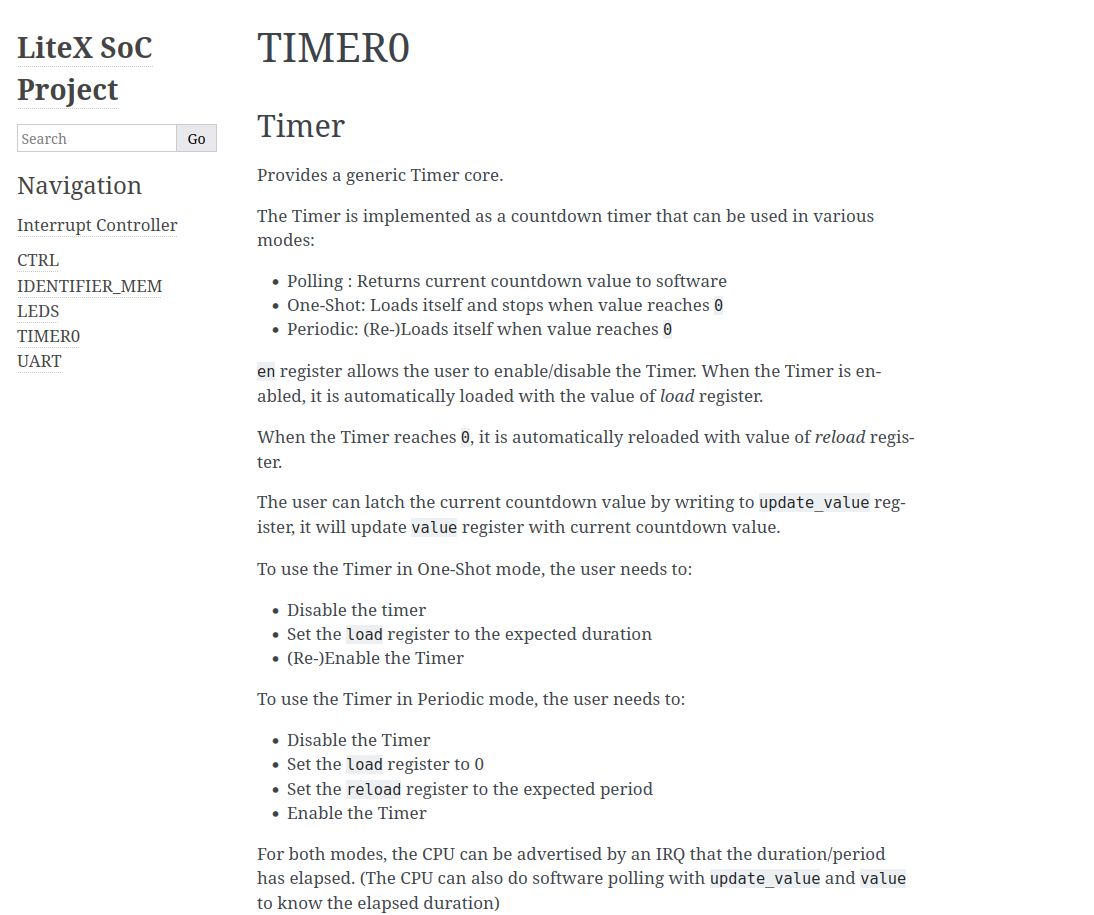 LiteX SoC
Project
Search
Go
Navigation
Interrupt Controller
CTRL
IDENTIFIER_MEM
LEDS
TIMER0
UART
TIMER0
Timer
Provides a generic Timer core.
The Timer is implemented as a countdown timer that can be used in various
modes:
• Polling : Returns current countdown value to software
• One-Shot: Loads itself and stops when value reaches 0
• Periodic: (Re-)Loads itself when value reaches 0
en register allows the user to enable/disable the Timer. When the Timer is en-
abled, it is automatically loaded with the value of load register.
When the Timer reaches 0, it is automatically reloaded with value of reload regis-
ter.
The user can latch the current countdown value by writing to update_value reg-
ister, it will update value register with current countdown value.
To use the Timer in One-Shot mode, the user needs to:
• Disable the timer
• Set the load register to the expected duration
• (Re-)Enable the Timer
To use the Timer in Periodic mode, the user needs to:
• Disable the Timer
• Set the load register to 0
• Set the reload register to the expected period
• Enable the Timer
For both modes, the CPU can be advertised by an IRQ that the duration/period
has elapsed. (The CPU can also do software polling with update_value and value
to know the elapsed duration)